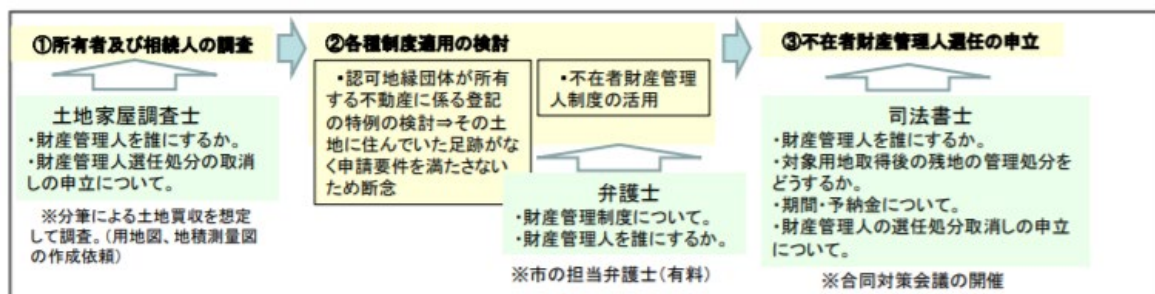 ①所有者及び相続人の調査
土地家屋調査士
・財産管理人を誰にするか。
・財産管理人選任処分の取消
しの申立について。
※分筆による土地買収を想定
して調査。(用地図、地積測量図
の作成依頼)
②各種制度適用の検討
・認可地縁団体が所有
する不動産に係る登記
の特例の検討⇒その土
地に住んでいた足跡がな
く申請要件を満たさない
ため断念
・不在者財産管理
人制度の活用
弁護士
・財産管理制度について。
・財産管理人を誰にするか。
※市の担当弁護士(有料)
③不在者財産管理人選任の申立
司法書士
・財産管理人を誰にするか。
・対象用地取得後の残地の管理処分を
どうするか。
・期間・予納金について。
・財産管理人の選任処分取消しの申立
について。
※合同対策会議の開催